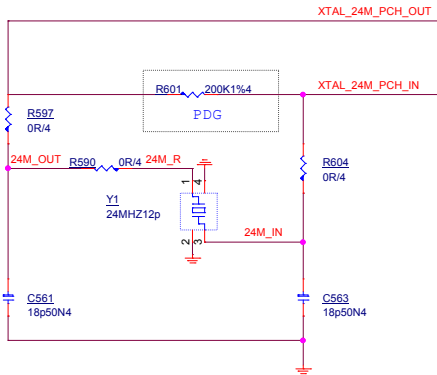 XTAL_24M_PCH_OUT
R601 200K1%4
XTAL_24M_PCH_IN
PDG
R597
0R/4
24M_OUT
R590 0R/4
24M_R
R604
0R/4
1
4
Y1
24MHZ12p
2
3
24M_IN
C561
18p50N4
C563
18p50N4